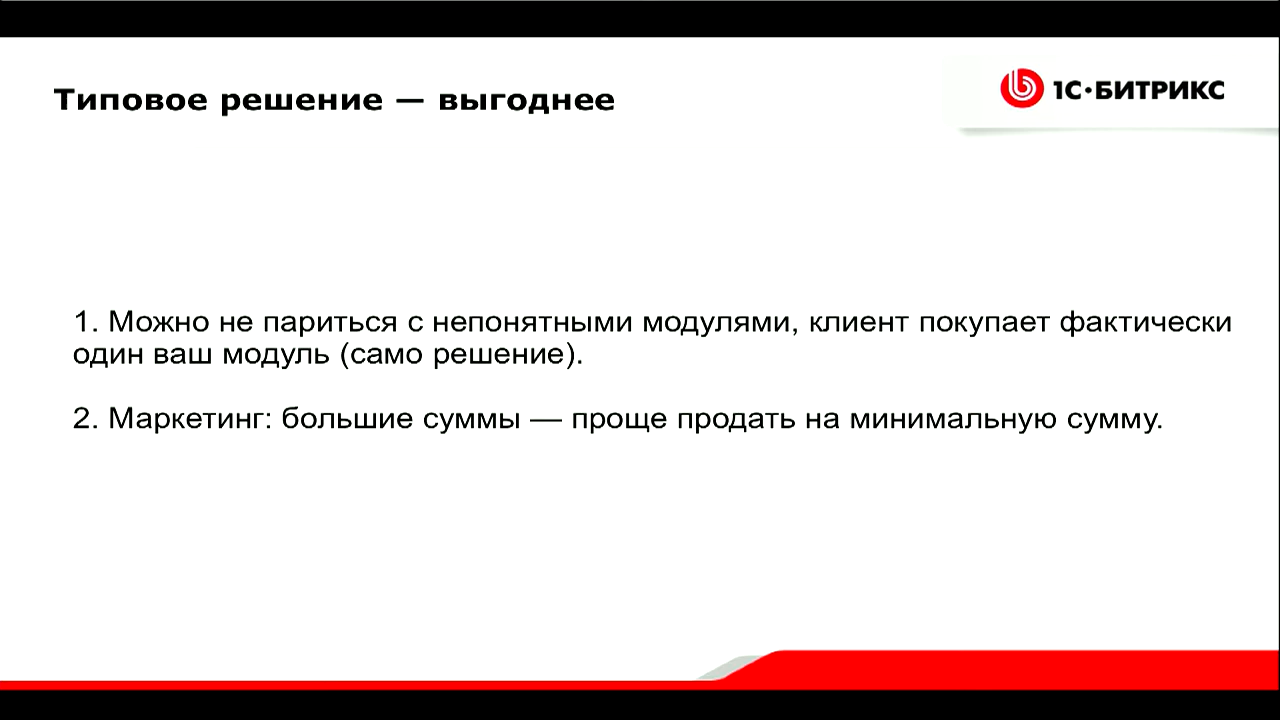 Типовое решение — выгоднее
1С·БИТРИКС
1. Можно не париться с непонятными модулями, клиент покупает фактически
один ваш модуль (само решение).
2. Маркетинг: большие суммы — проще продать на минимальную сумму.